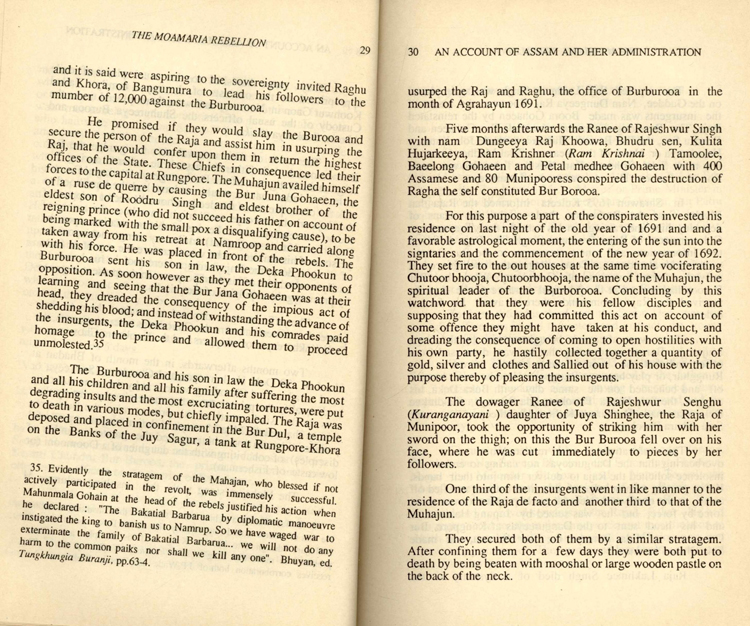 THE MOAMARIA REBELLION 29
and it is said were aspiring to the sovereignty invited Raghu
and Khora, of Bangumura to lead his followers to the
mumber of 12,000 against the Burburooa.
He promised if they would slay the Burooa and
secure the person of the Raja and assist him in usurping the
Raj, that he would confer upon them in return the highest
offices of the State. These Chiefs in consequence led their
forces to the capital at Rungpore. The Muhajun availed himself
of a ruse de querre by causing the Bur Juna Gohaeen, the
eldest son of Roódru Singh and eldest brother of the
reigning prince (who did not succeed his father on account of
being marked with the small pox a disqualifying cause), to be
taken away from his retreat at Namroop and carried along
with his force. He was placed in front of the rebels. The
Burburooa sent his son in law, the Deka Phookun to
opposition. As soon however as they met their opponents of
learning and seeing that the Bur Jana Gohaeen was at their
head, they dreaded the consequence of the impious act of
shedding his blood; and instead of withstanding the advance of
the insurgents, the Deka Phookun and his comrades paid
homage to the prince and allowed them to proceed
unmolested.35
The Burburooa and his son in law the Deka Phookun
and all his children and all his family after suffering the most
degrading insults and the most excruciating tortures, were put
to death in various modes, but chiefly impaled. The Raja was
deposed and placed in confinement in the Bur Dul, a temple
on the Banks of the Juy Sagur, a tank at Rungpore-Khora
35. Evidently the stratagem of the Mahajan, who blessed if not
actively participated in the revolt, was immensely successful.
Mahunmala Gohain at the head of the rebels justified his action when
he declared : "The Bakatial Barbarua by diplomatic manoeuvre
instigated the king to banish us to Namrup. So we have waged war to
exterminate the family of Bakatial Barbarua... we will not do any
harm to the common paiks nor shall we kill any one". Bhuyan, ed.
Tungkhungia Buranji, pp.63-4.
30 AN ACCOUNT OF ASSAM AND HER ADMINISTRATION
usurped the Raj and Raghu, the office of Burburooa in the
month of Agrahayun 1691.
Five months afterwards the Ranee of Rajeshwur Singh
with nam Dungeeya Raj Khoowa, Bhudru sen, Kulita
Hujarkeeya, Ram Krishner (Ram Krishnai ) Tamoolee,
Baeelong Gohaeen and Petal medhee Gohaeen with 400
Assamese and 80 Munipooress conspired the destruction of
Ragha the self constituted Bur Borooa.
For this purpose a part of the conspiraters invested his
residence on last night of the old year of 1691 and and a
favorable astrological moment, the entering of the sun into the
signtaries and the commencement of the new year of 1692.
They set fire to the out houses at the same time vociferating
Chutoor bhooja, Chutoorbhooja, the name of the Muhajun, the
spiritual leader of the Burborooa. Concluding by this
watchword that they were his fellow disciples and
supposing that they had committed this act on account of
some offence they might have taken at his conduct, and
dreading the consequence of coming to open hostilities with
his own party, he hastily collected together a quantity of
gold, silver and clothes and Sallied out of his house with the
purpose thereby of pleasing the insurgents.
The dowager Ranee of Rajeshwur Senghu
(Kuranganayani ) daughter of Juya Shinghee, the Raja of
Munipoor, took the opportunity of striking him with her
sword on the thigh; on this the Bur Burooa fell over on his
face, where he was cut immediately to pieces by her
followers.
One third of the insurgents went in like manner to the
residence of the Raja de facto and another third to that of the
Muhajun.
They secured both of them by a similar stratagem.
After confining them for a few days they were both put to
death by being beaten with mooshal or large wooden pastle on
the back of the neck.